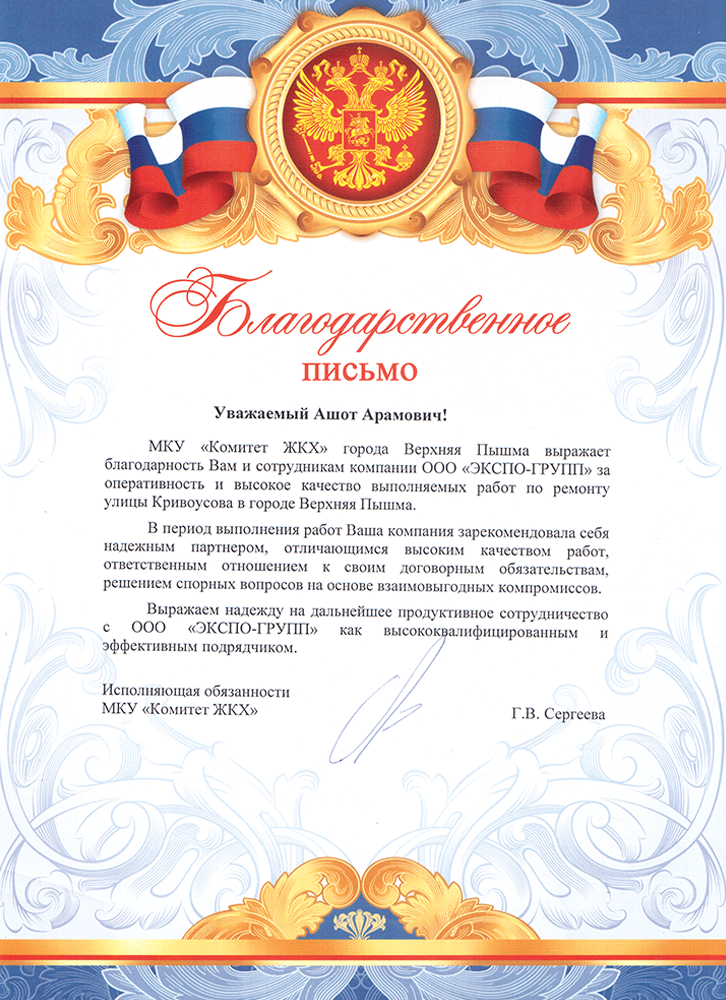 Благодарственное
ПИСЬМО
Уважаемый Ашот Арамович!
МКУ «Комитет ЖКХ» города Верхняя Пышма выражает
благодарность Вам и сотрудникам компании ООО «ЭКСПО-ГРУПП» за
оперативность и высокое качество выполняемых работ по ремонту
улицы Кривоусова в городе Верхняя Пышма.
В период выполнения работ Ваша компания зарекомендовала себя
надежным партнером, отличающимся высоким качеством работ,
ответственным отношением к своим договорным обязательствам,
решением спорных вопросов на основе взаимовыгодных компромиссов.
Выражаем надежду на дальнейшее продуктивное сотрудничество
с ООО «ЭКСПО-ГРУПП» как высококвалифицированным и
эффективным подрядчиком.
Исполняющая обязанности
МКУ «Комитет ЖКХ»
Г.В. Сергеева